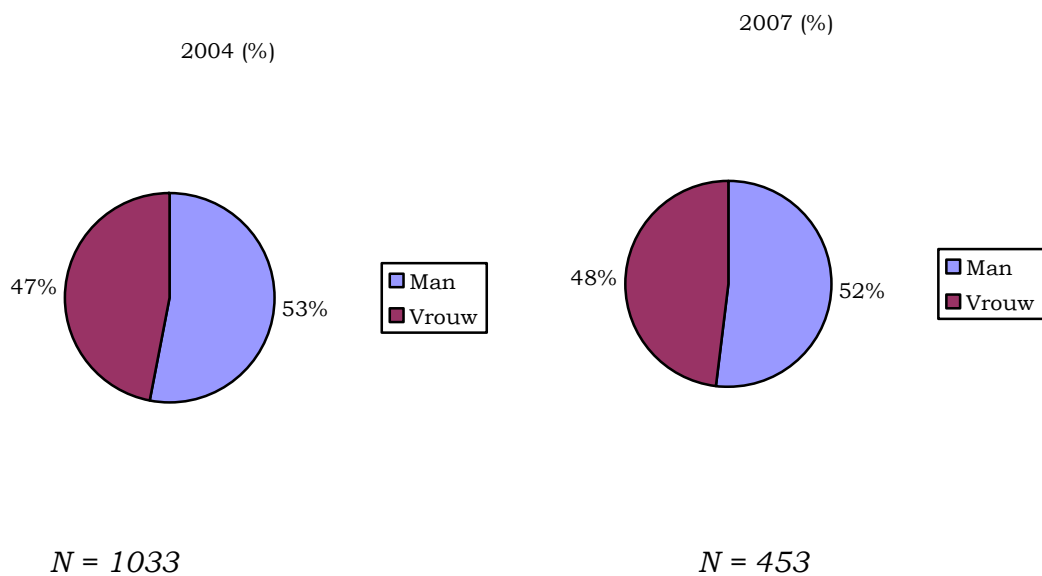 2004 (%)
47%
53%
Man
Vrouw
N = 1033
2007 (%)
48%
52%
Man
Vrouw
N = 453